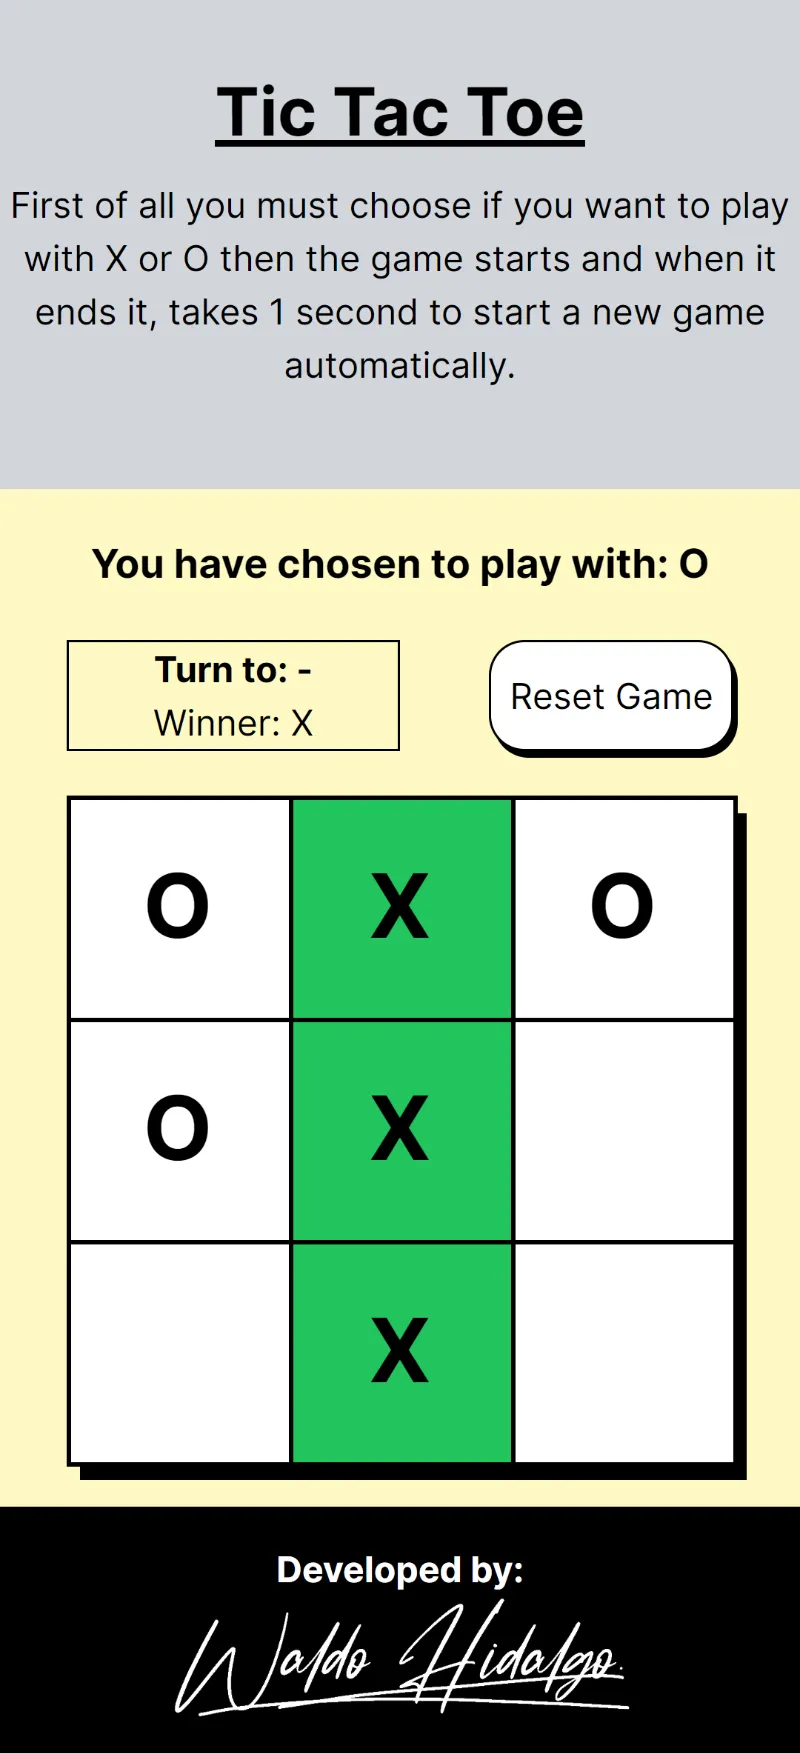 Tic Tac Toe
First of all you must choose if you want to play
with X or O then the game starts and when it
ends it, takes 1 second to start a new game
automatically.
You have chosen to play with: O
Turn to: -
Winner: X
Reset Game
O X O
O X
X
Developed by:
Waldo Hidalgo.